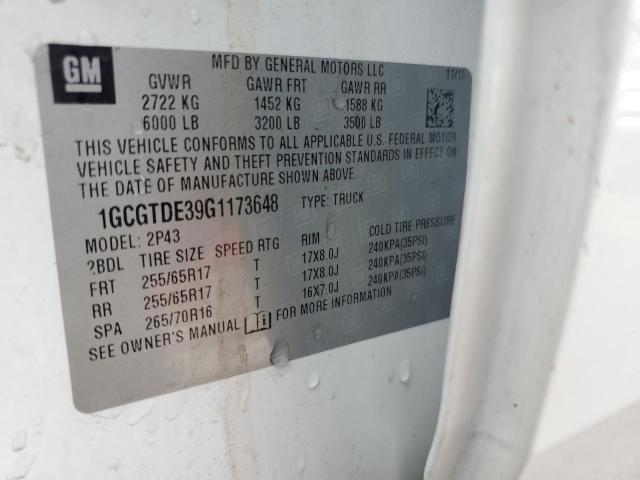 GM
MFD BY GENERAL MOTORS LLC 11/15
GVWR GAWR FRT GAWR RR
2722 KG 1452 KG 1588 KG
6000 LB 3200 LB 3500 LB
THIS VEHICLE CONFORMS TO ALL APPLICABLE U.S. FEDERAL MOTOR
VEHICLE SAFETY AND THEFT PREVENTION STANDARDS IN EFFECT ON
THE DATE OF MANUFACTURE SHOWN ABOVE.
1GCGTDE39G1173648 TYPE: TRUCK
MODEL: 2P43
2BDL TIRE SIZE SPEED RTG RIM COLD TIRE PRESSURE
FRT 255/65R17 T 17X8.0J 240KPA(35PSI)
RR 255/65R17 T 17X8.0J 240KPA(35PSI)
SPA 265/70R16 T 16X7.0J 240KPA(35PSI)
SEE OWNER'S MANUAL FOR MORE INFORMATION